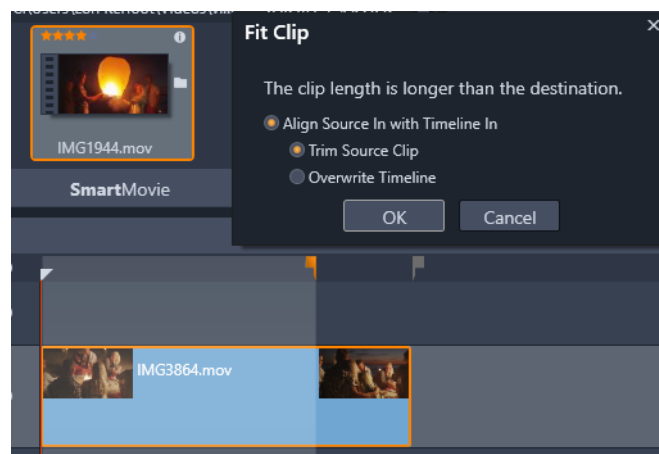 Fit Clip
The clip length is longer than the destination.
Align Source In with Timeline In
Trim Source Clip
Overwrite Timeline
OK
Cancel
IMG1944.mov
SmartMovie
IMG3864.mov